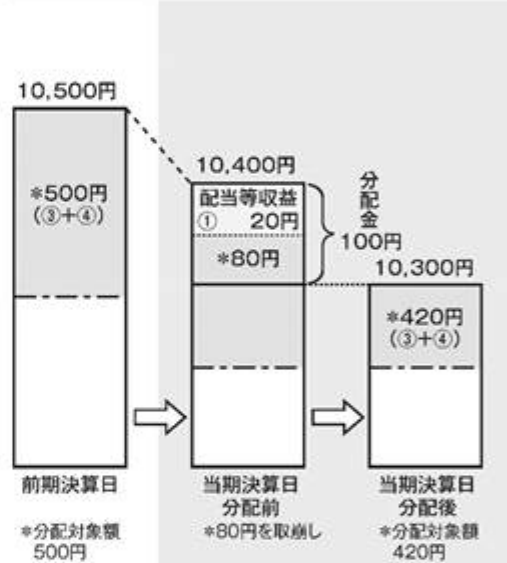 10,500円
*500円
(③+④)
前期決算日
*分配対象額
500円
10,400円
配当等収益
① 20円
*80円
分配金
100円
当期決算日
分配前
*80円を取崩し
10,300円
*420円
(③+④)
当期決算日
分配後
*分配対象額
420円